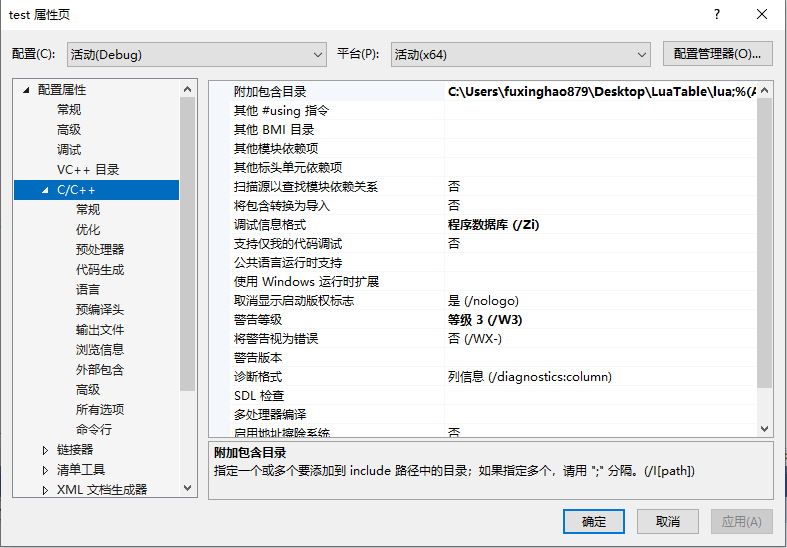 test 属性页
配置(C): 活动(Debug) 平台(P): 活动(x64) 配置管理器(O)...
配置属性
常规
高级
调试
VC++ 目录
C/C++
常规
优化
预处理器
代码生成
语言
预编译头
输出文件
浏览信息
外部包含
高级
所有选项
命令行
链接器
清单工具
XML 文档生成器
附加包含目录 C:\Users\fuxinghao879\Desktop\LuaTable\lua;%(A
其他 #using 指令
其他 BMI 目录
其他模块依赖项
其他标头单元依赖项
扫描源以查找模块依赖关系 否
将包含转换为导入 否
调试信息格式 程序数据库 (/Zi)
支持仅我的代码调试 否
公共语言运行时支持
使用 Windows 运行时扩展
取消显示启动版权标志 是 (/nologo)
警告等级 等级 3 (/W3)
将警告视为错误 否 (/WX-)
警告版本
诊断格式 列信息 (/diagnostics:column)
SDL 检查
多处理器编译
启用地址擦除系统 否
附加包含目录
指定一个或多个要添加到 include 路径中的目录；如果指定多个，请用 ";" 分隔。(/I[path])
确定 取消 应用(A)